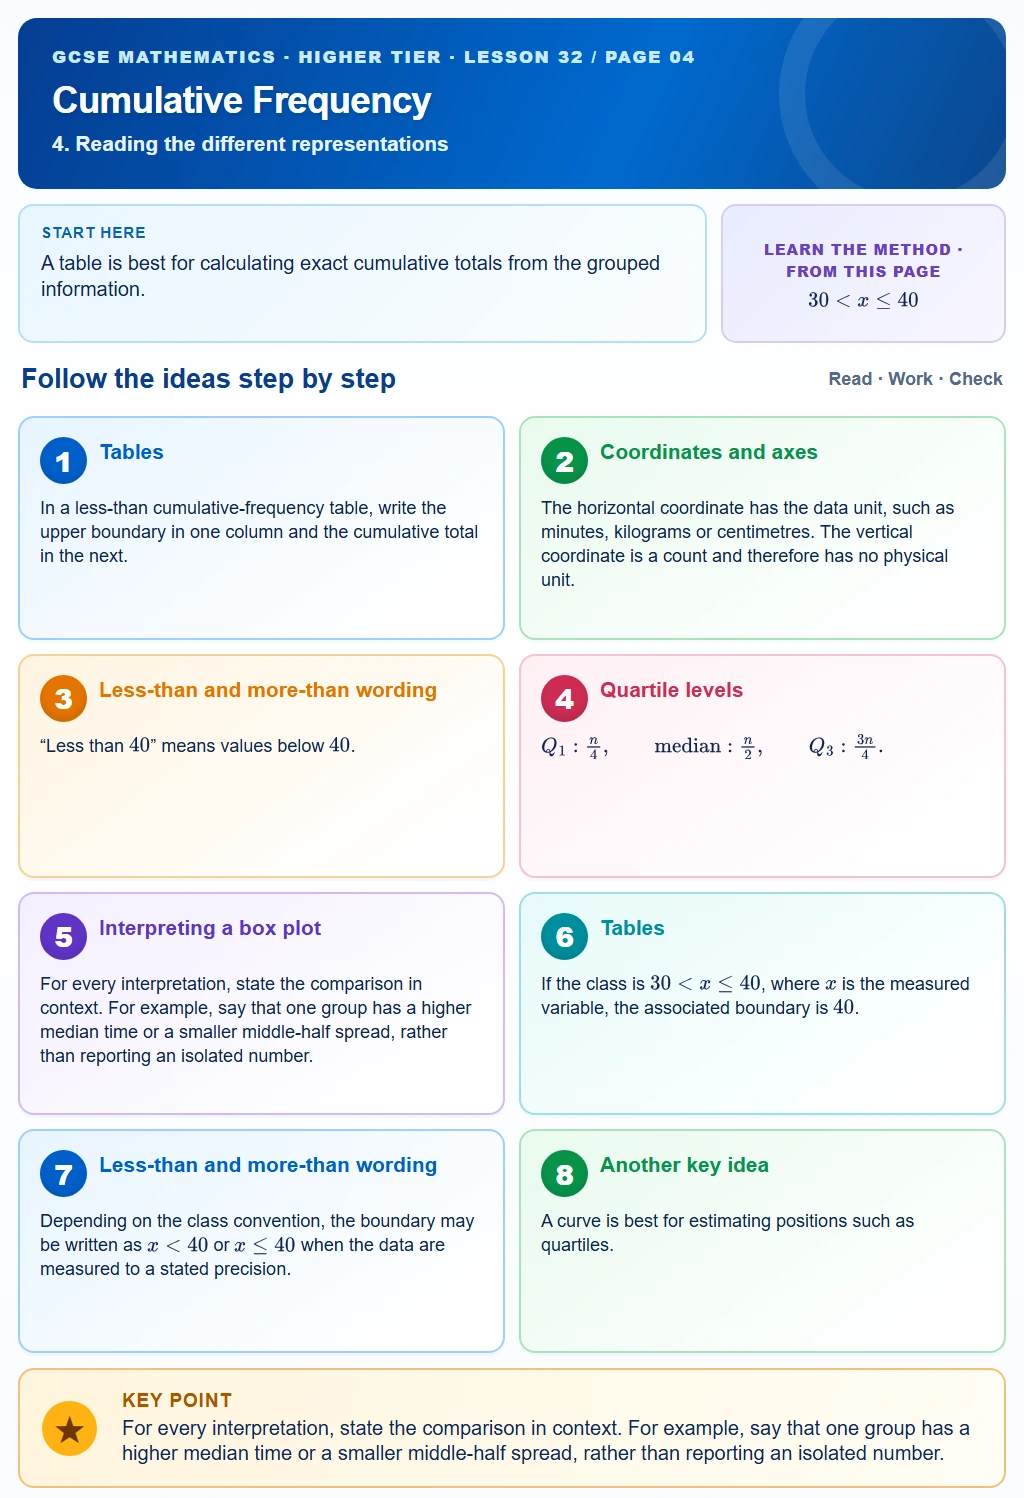 GCSE MATHEMATICS · HIGHER TIER · LESSON 32 / PAGE 04
Cumulative Frequency
4. Reading the different representations
START HERE
A table is best for calculating exact cumulative totals from the grouped
information.
LEARN THE METHOD ·
FROM THIS PAGE
30 < x ≤ 40
Follow the ideas step by step
Read · Work · Check
1 Tables
In a less-than cumulative-frequency table, write the
upper boundary in one column and the cumulative total
in the next.
2 Coordinates and axes
The horizontal coordinate has the data unit, such as
minutes, kilograms or centimetres. The vertical
coordinate is a count and therefore has no physical
unit.
3 Less-than and more-than wording
“Less than 40” means values below 40.
4 Quartile levels
Q₁ : n/4, median : n/2, Q₃ : 3n/4.
5 Interpreting a box plot
For every interpretation, state the comparison in
context. For example, say that one group has a higher
median time or a smaller middle-half spread, rather
than reporting an isolated number.
6 Tables
If the class is 30 < x ≤ 40, where x is the measured
variable, the associated boundary is 40.
7 Less-than and more-than wording
Depending on the class convention, the boundary may
be written as x < 40 or x ≤ 40 when the data are
measured to a stated precision.
8 Another key idea
A curve is best for estimating positions such as
quartiles.
KEY POINT
For every interpretation, state the comparison in context. For example, say that one group has a
higher median time or a smaller middle-half spread, rather than reporting an isolated number.